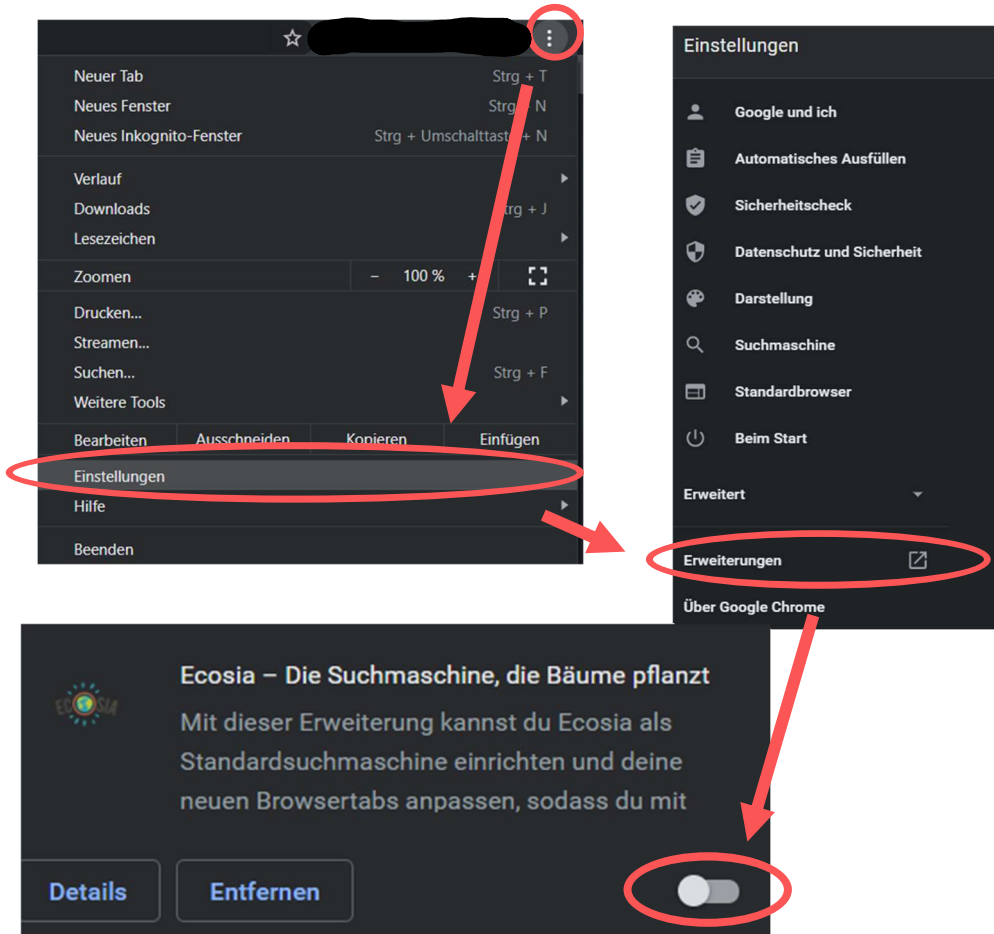 Neuer Tab Strg + T
Neues Fenster Strg + N
Neues Inkognito-Fenster Strg + Umschalttaste + N
Verlauf
Downloads Strg + J
Lesezeichen
Zoomen - 100 % +
Drucken... Strg + P
Streamen...
Suchen... Strg + F
Weitere Tools
Bearbeiten Ausschneiden Kopieren Einfügen
Einstellungen
Hilfe
Beenden
Einstellungen
Google und ich
Automatisches Ausfüllen
Sicherheitscheck
Datenschutz und Sicherheit
Darstellung
Suchmaschine
Standardbrowser
Beim Start
Erweitert
Erweiterungen
Über Google Chrome
ECOSIA
Ecosia – Die Suchmaschine, die Bäume pflanzt
Mit dieser Erweiterung kannst du Ecosia als
Standardsuchmaschine einrichten und deine
neuen Browsertabs anpassen, sodass du mit
Details Entfernen